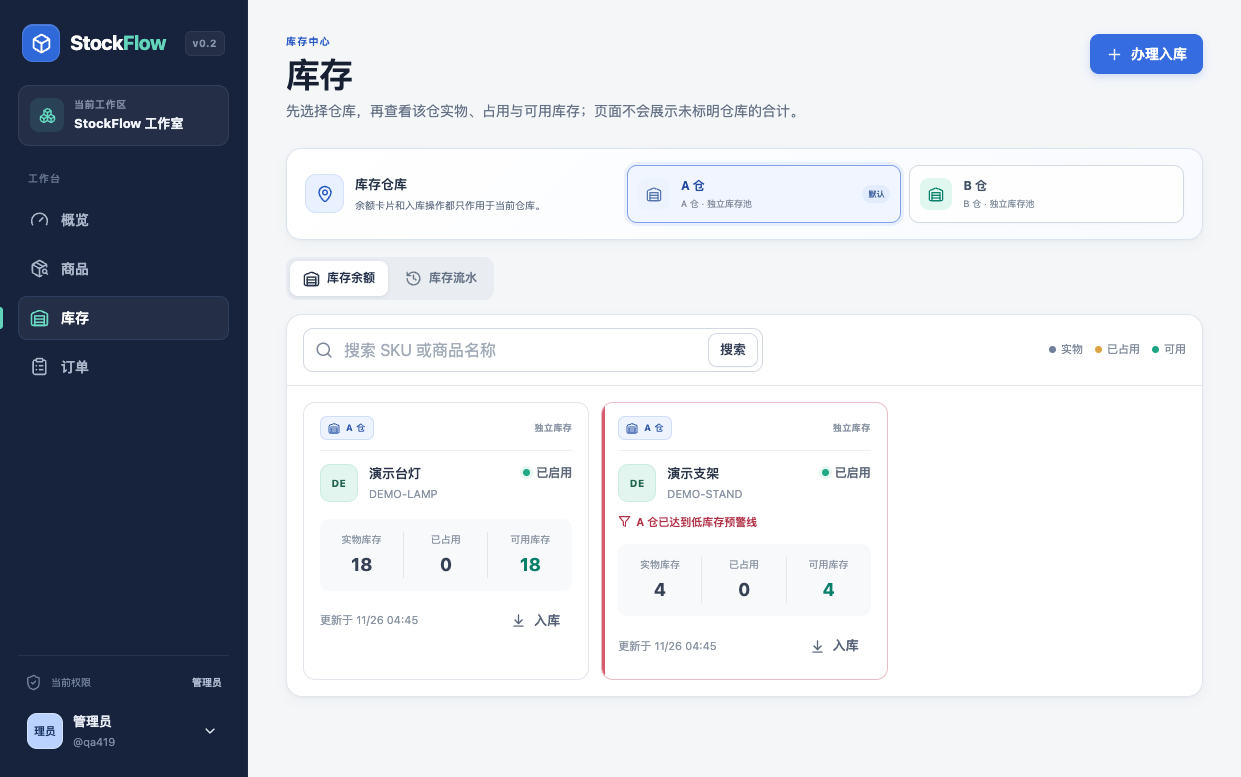 StockFlow
v0.2
当前工作区
StockFlow 工作室
工作台
概览
商品
库存
订单
当前权限
管理员
理员
管理员
@qa419
库存中心
库存
先选择仓库，再查看该仓实物、占用与可用库存；页面不会展示未标明仓库的合计。
办理入库
库存仓库
余额卡片和入库操作都只作用于当前仓库。
A 仓
A 仓 · 独立库存池
默认
B 仓
B 仓 · 独立库存池
库存余额
库存流水
搜索 SKU 或商品名称
搜索
实物
已占用
可用
A 仓
独立库存
DE
演示台灯
DEMO-LAMP
已启用
实物库存
18
已占用
0
可用库存
18
更新于 11/26 04:45
入库
A 仓
独立库存
DE
演示支架
DEMO-STAND
已启用
A 仓已达到低库存预警线
实物库存
4
已占用
0
可用库存
4
更新于 11/26 04:45
入库